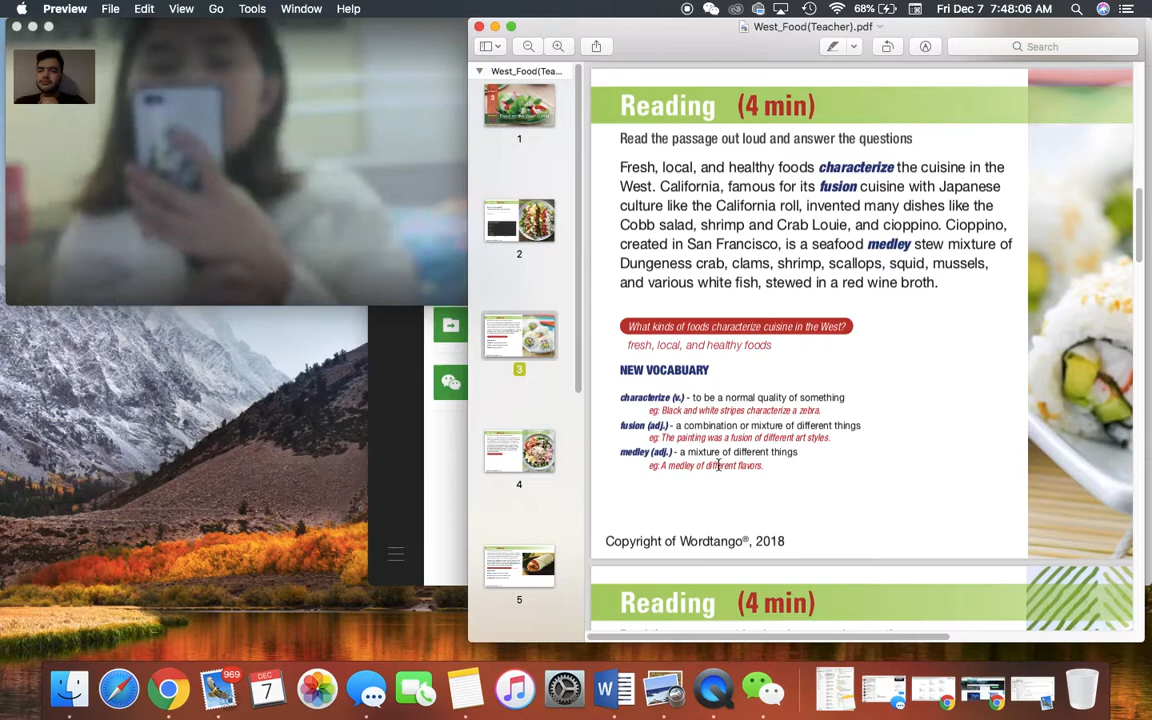 Preview File Edit View Go Tools Window Help 68% Fri Dec 7 7:48:06 AM
West_Food(Teacher).pdf
Search
West_Food(Tea...
1
2
3
4
5
Reading (4 min)
Read the passage out loud and answer the questions
Fresh, local, and healthy foods characterize the cuisine in the
West. California, famous for its fusion cuisine with Japanese
culture like the California roll, invented many dishes like the
Cobb salad, shrimp and Crab Louie, and cioppino. Cioppino,
created in San Francisco, is a seafood medley stew mixture of
Dungeness crab, clams, shrimp, scallops, squid, mussels,
and various white fish, stewed in a red wine broth.
What kinds of foods characterize cuisine in the West?
fresh, local, and healthy foods
NEW VOCABUARY
characterize (v.) - to be a normal quality of something
eg: Black and white stripes characterize a zebra.
fusion (adj.) - a combination or mixture of different things
eg: The painting was a fusion of different art styles.
medley (adj.) - a mixture of different things
eg: A medley of different flavors.
Copyright of Wordtango®, 2018
Reading (4 min)
969
DEC
7
W